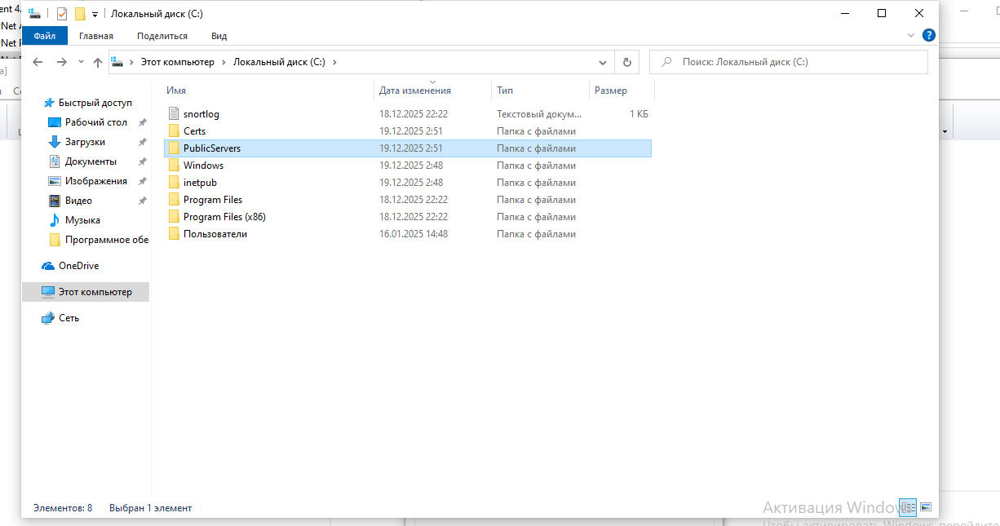 ent 4.
Локальный диск (C:)
Net
Файл Главная Поделиться Вид
Net
Этот компьютер Локальный диск (C:) Поиск: Локальный диск (C:)
а]
Имя Дата изменения Тип Размер
Быстрый доступ
snortlog 18.12.2025 22:22 Текстовый докум... 1 КБ
Рабочий стол
Certs 19.12.2025 2:51 Папка с файлами
Загрузки
PublicServers 19.12.2025 2:51 Папка с файлами
Документы
Windows 19.12.2025 2:48 Папка с файлами
Изображения
inetpub 19.12.2025 2:48 Папка с файлами
Видео
Program Files 18.12.2025 22:22 Папка с файлами
Музыка
Program Files (x86) 18.12.2025 22:22 Папка с файлами
Программное обе
Пользователи 16.01.2025 14:48 Папка с файлами
OneDrive
Этот компьютер
Сеть
Элементов: 8 Выбран 1 элемент
Активация Window
Чтобы активировать Windows, перейдите